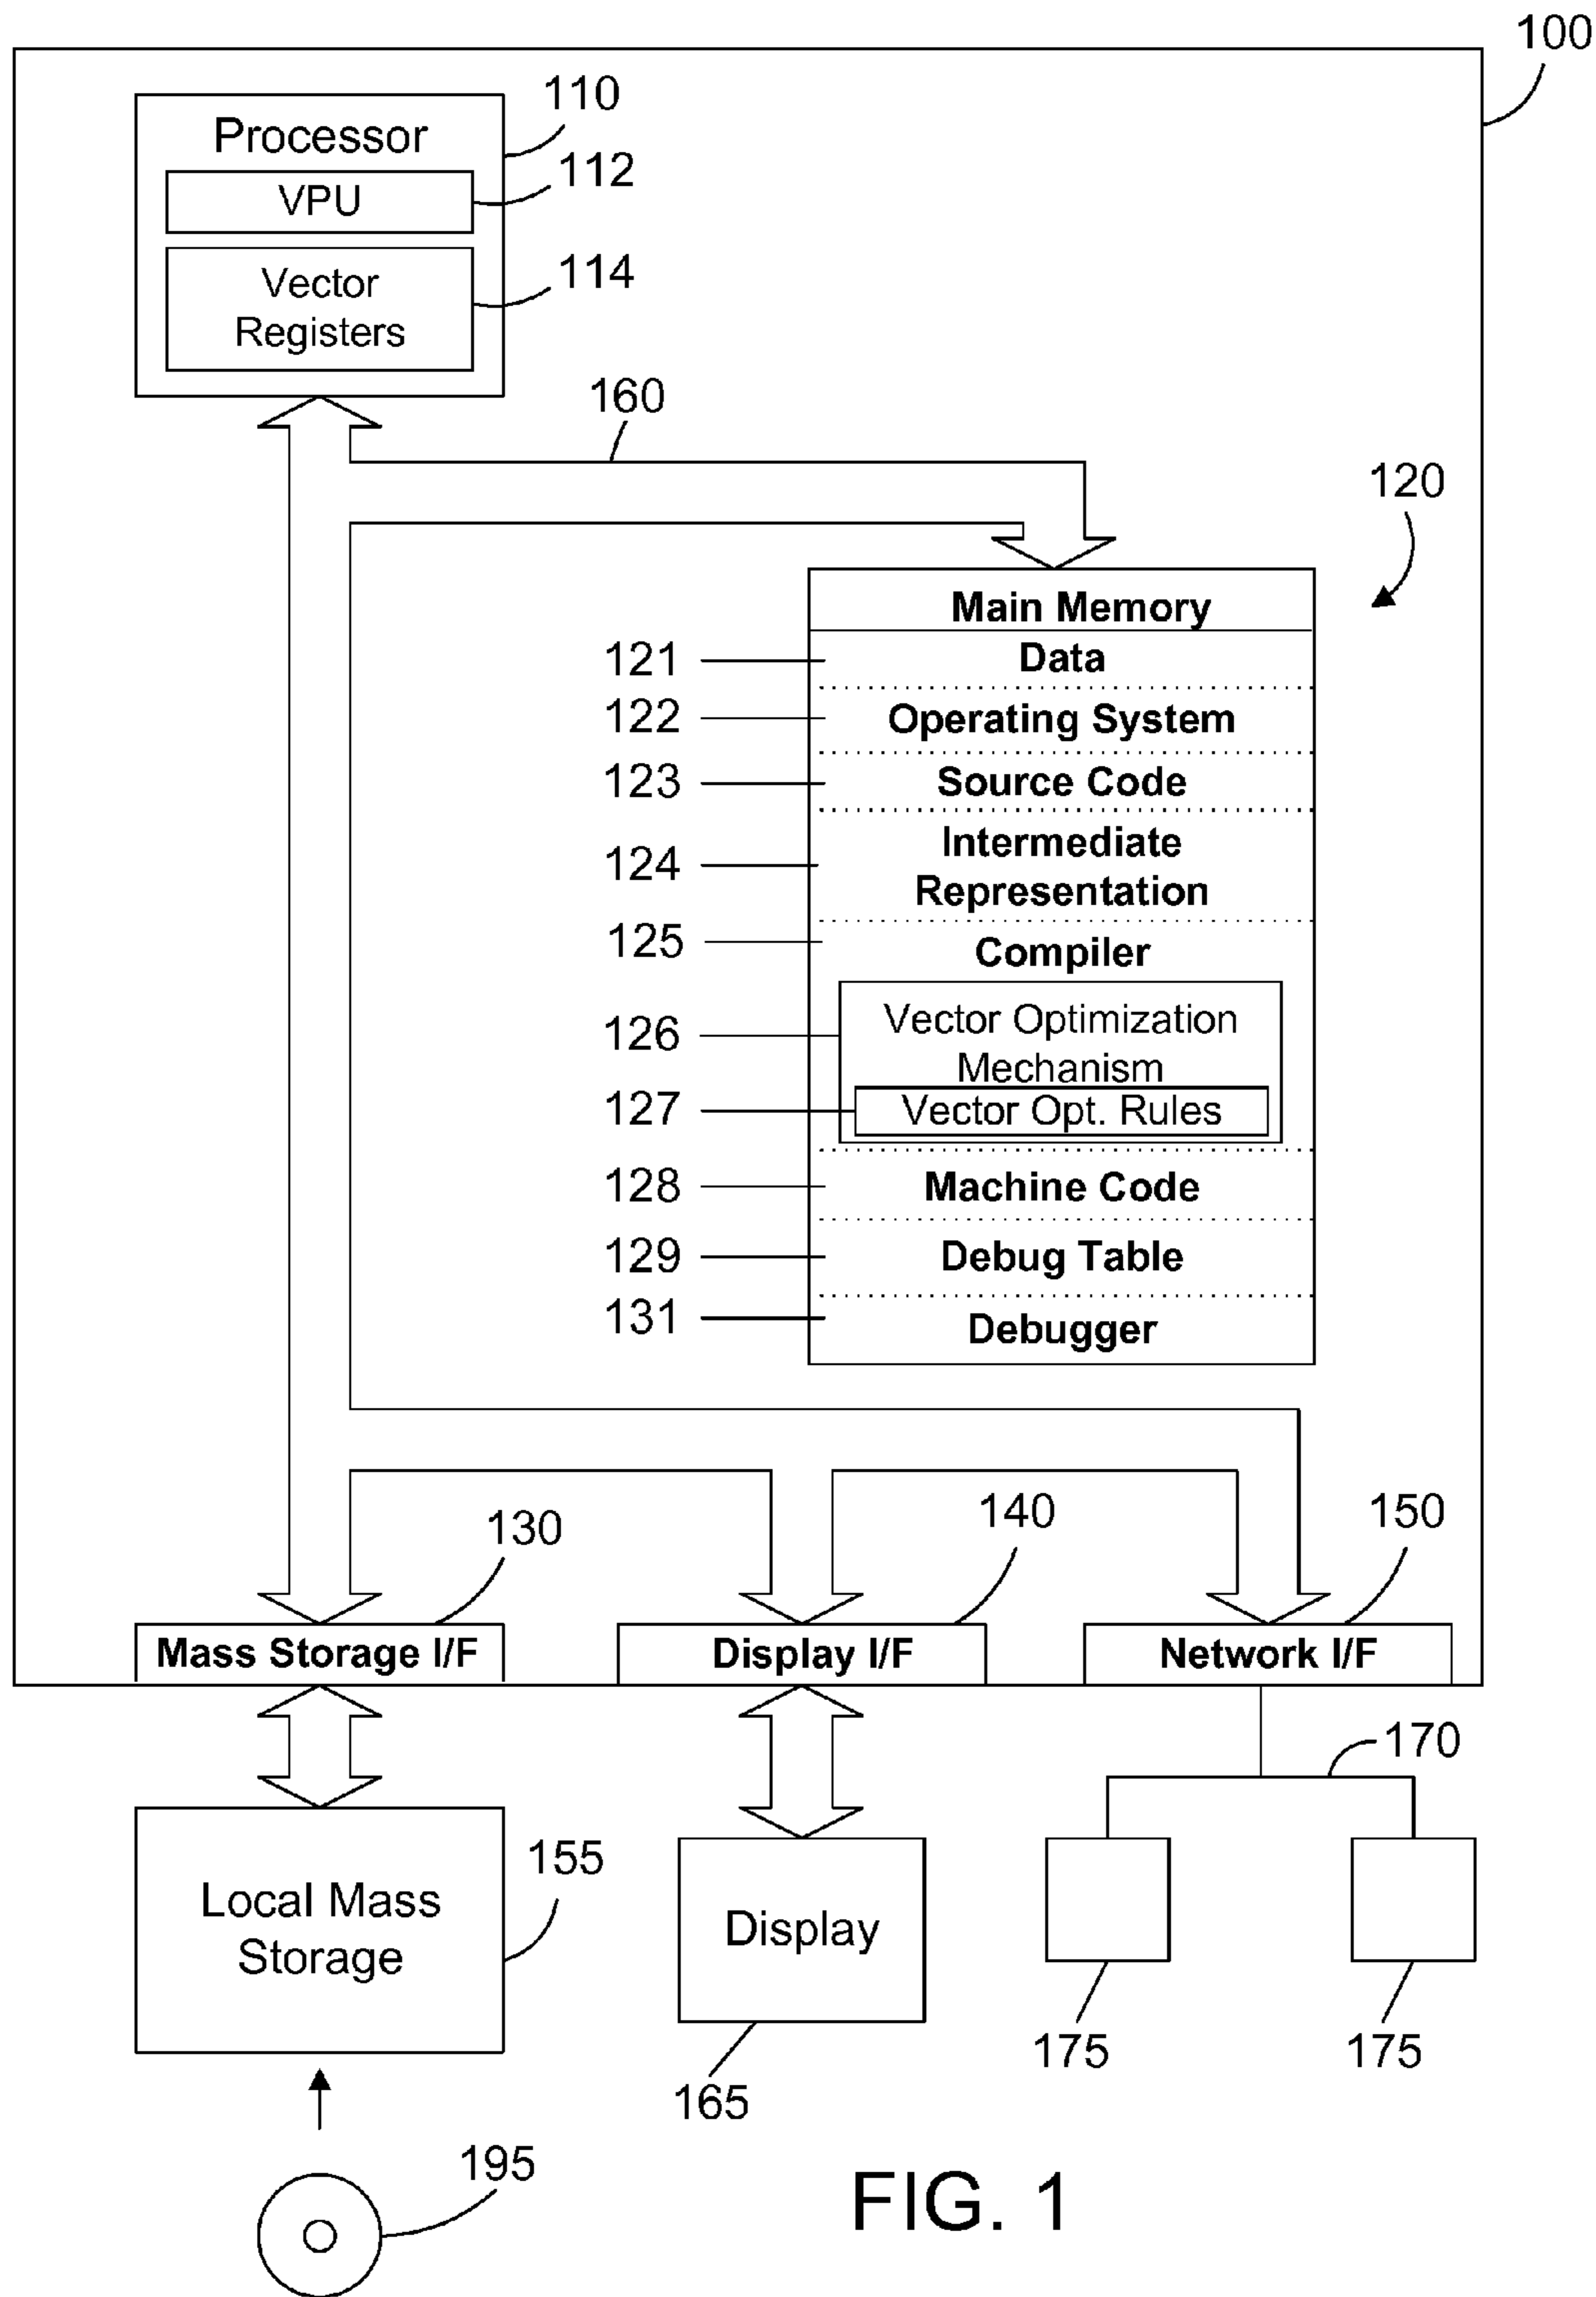 100
110
Processor
112
VPU
114
Vector
Registers
160
120
Main Memory
121 Data
122 Operating System
123 Source Code
124 Intermediate
Representation
125 Compiler
126 Vector Optimization
Mechanism
127 Vector Opt. Rules
128 Machine Code
129 Debug Table
131 Debugger
130 140 150
Mass Storage I/F Display I/F Network I/F
170
155
Local Mass
Storage
Display
175 175
165
195
FIG. 1